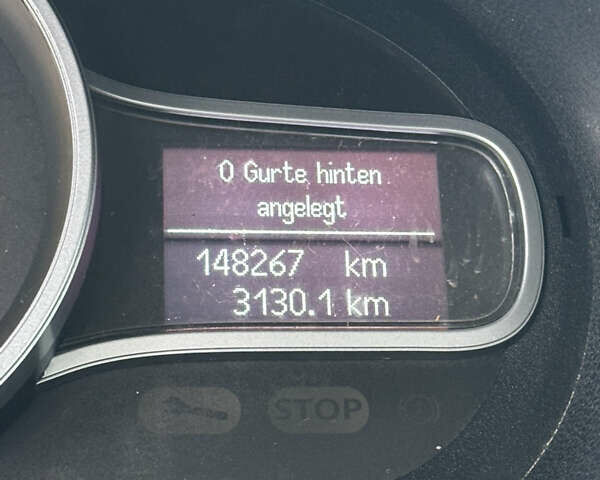 0 Gurte hinten
angelegt
148267 km
3130.1 km
STOP